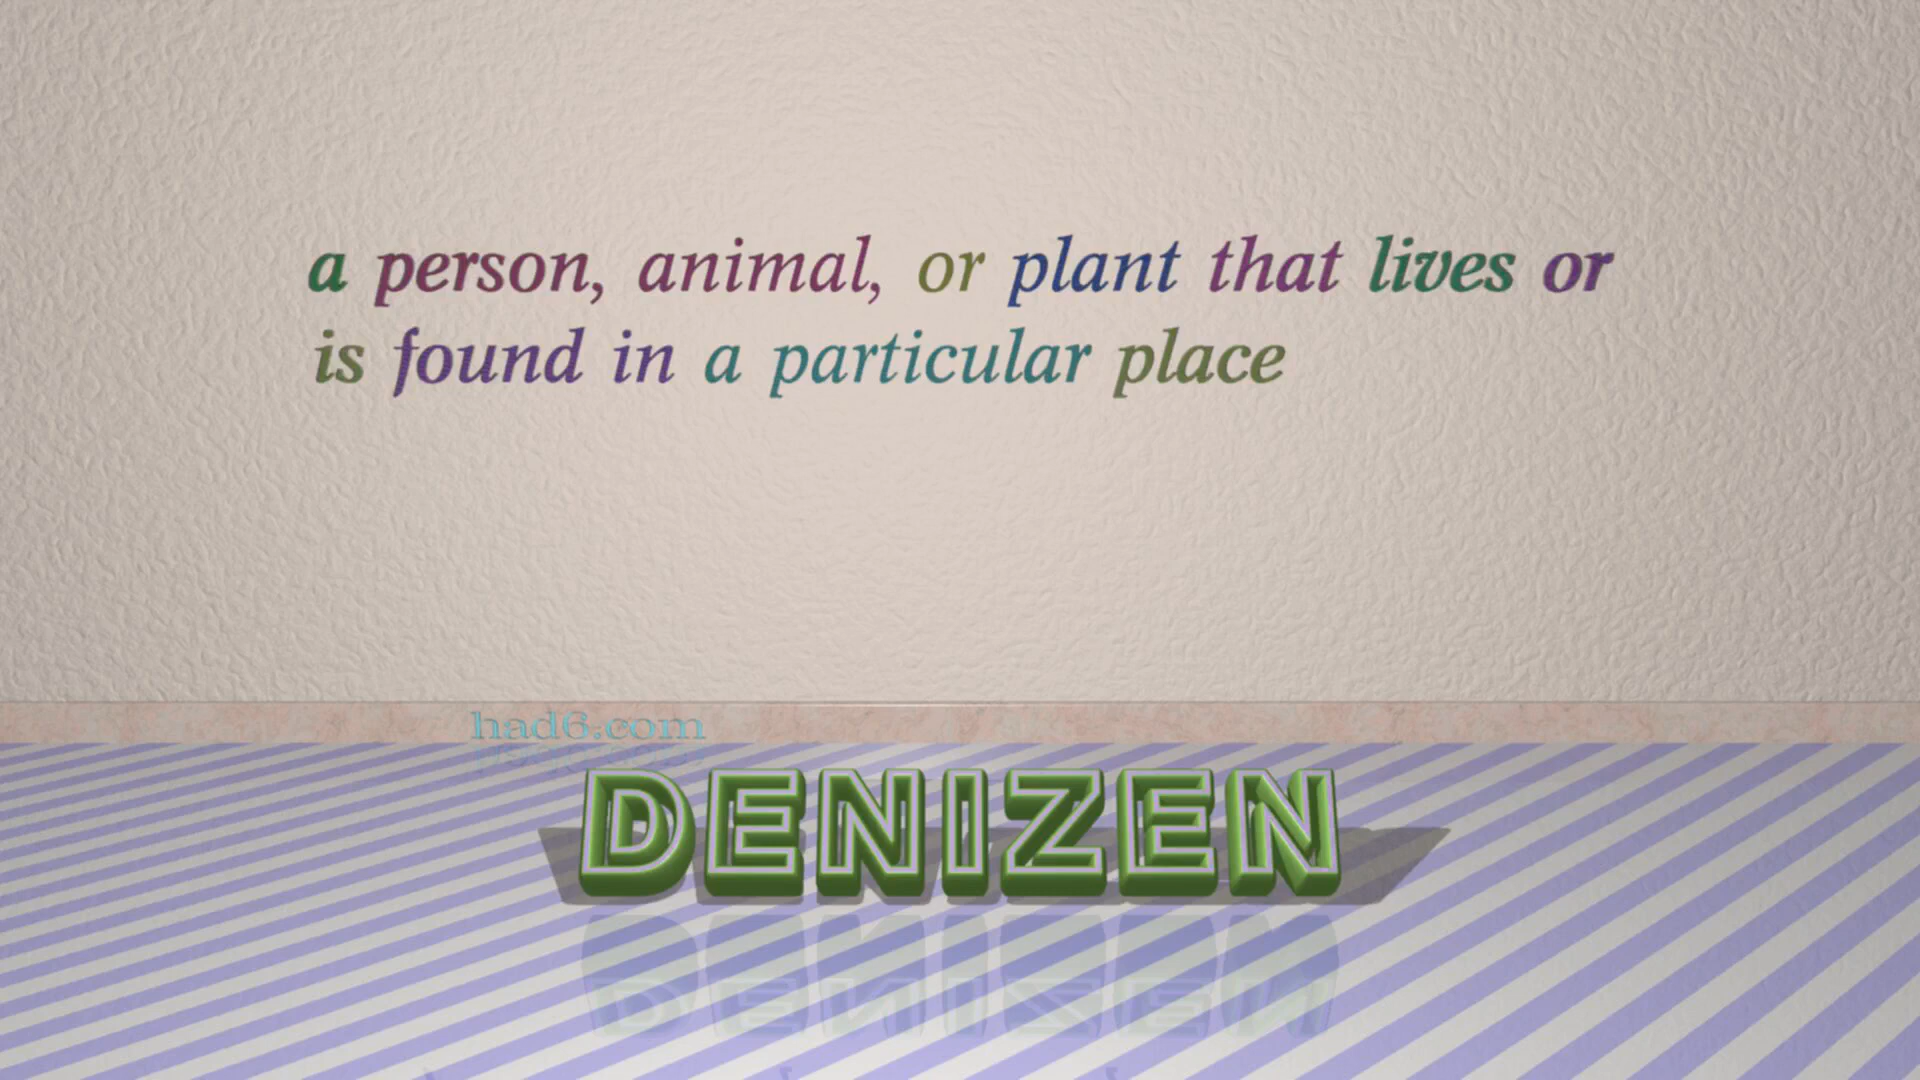 a person, animal, or plant that lives or
is found in a particular place
had6.com
DENIZEN